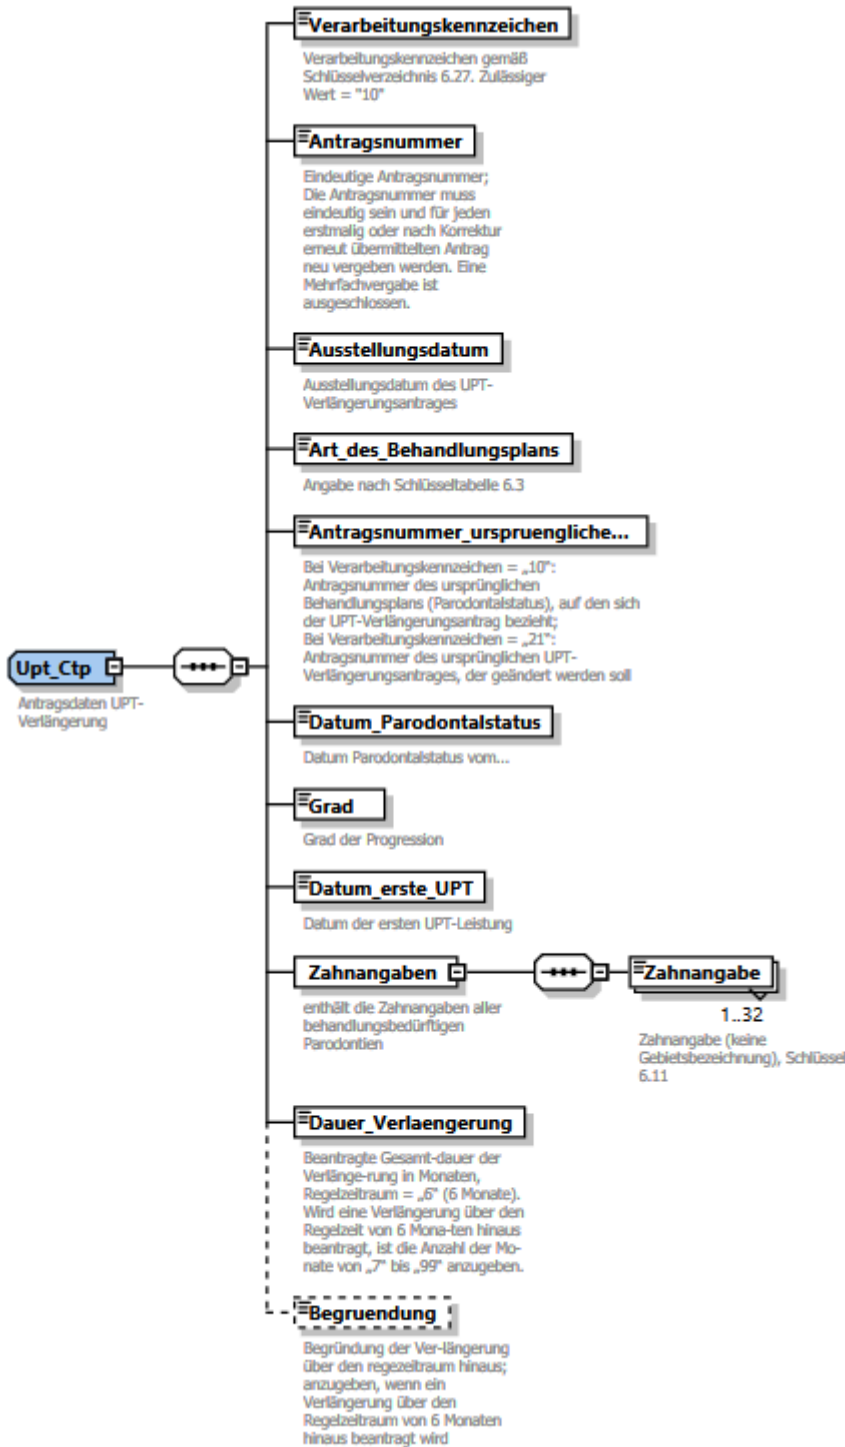 Verarbeitungskennzeichen
Verarbeitungskennzeichen gemäß
Schlüsselverzeichnis 6.27. Zulässiger
Wert = "10"
Antragsnummer
Eindeutige Antragsnummer;
Die Antragsnummer muss
eindeutig sein und für jeden
erstmalig oder nach Korrektur
erneut übermittelten Antrag
neu vergeben werden. Eine
Mehrfachvergabe ist
ausgeschlossen.
Ausstellungsdatum
Ausstellungsdatum des UPT-
Verlängerungsantrages
Art_des_Behandlungsplans
Angabe nach Schlüsseltabelle 6.3
Antragsnummer_urspruengliche...
Bei Verarbeitungskennzeichen = „10":
Antragsnummer des ursprünglichen
Behandlungsplans (Parodontalstatus), auf den sich
der UPT-Verlängerungsantrag bezieht;
Bei Verarbeitungskennzeichen = „21":
Antragsnummer des ursprünglichen UPT-
Verlängerungsantrages, der geändert werden soll
Upt_Ctp
Antragsdaten UPT-
Verlängerung
Datum_Parodontalstatus
Datum Parodontalstatus vom...
Grad
Grad der Progression
Datum_erste_UPT
Datum der ersten UPT-Leistung
Zahnangaben
enthält die Zahnangaben aller
behandlungsbedürftigen
Parodontien
Zahnangabe
1..32
Zahnangabe (keine
Gebietsbezeichnung), Schlüssel
6.11
Dauer_Verlaengerung
Beantragte Gesamt-dauer der
Verlänge-rung in Monaten,
Regelzeitraum = „6" (6 Monate).
Wird eine Verlängerung über den
Regelzeit von 6 Mona-ten hinaus
beantragt, ist die Anzahl der Mo-
nate von „7" bis „99" anzugeben.
Begruendung
Begründung der Ver-längerung
über den regezeitraum hinaus;
anzugeben, wenn ein
Verlängerung über den
Regelzeitraum von 6 Monaten
hinaus beantragt wird